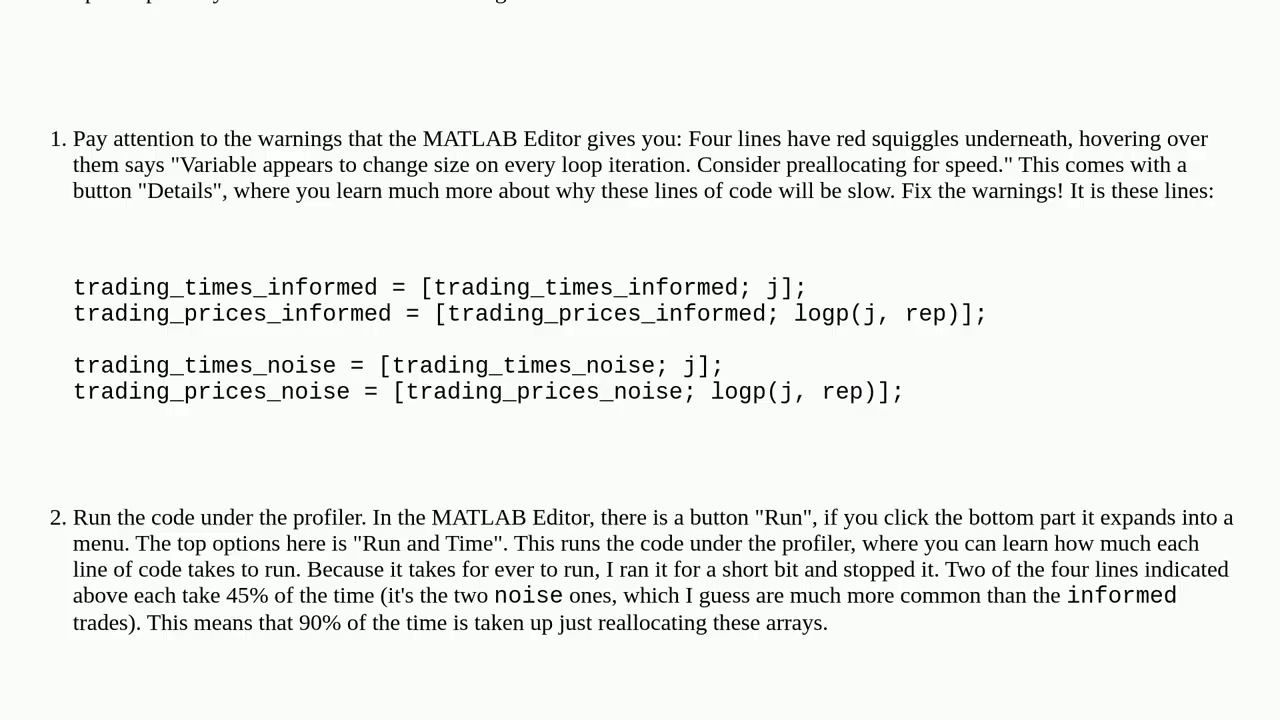 1. Pay attention to the warnings that the MATLAB Editor gives you: Four lines have red squiggles underneath, hovering over
them says "Variable appears to change size on every loop iteration. Consider preallocating for speed." This comes with a
button "Details", where you learn much more about why these lines of code will be slow. Fix the warnings! It is these lines:
trading_times_informed = [trading_times_informed; j];
trading_prices_informed = [trading_prices_informed; logp(j, rep)];
trading_times_noise = [trading_times_noise; j];
trading_prices_noise = [trading_prices_noise; logp(j, rep)];
2. Run the code under the profiler. In the MATLAB Editor, there is a button "Run", if you click the bottom part it expands into a
menu. The top options here is "Run and Time". This runs the code under the profiler, where you can learn how much each
line of code takes to run. Because it takes for ever to run, I ran it for a short bit and stopped it. Two of the four lines indicated
above each take 45% of the time (it's the two noise ones, which I guess are much more common than the informed
trades). This means that 90% of the time is taken up just reallocating these arrays.